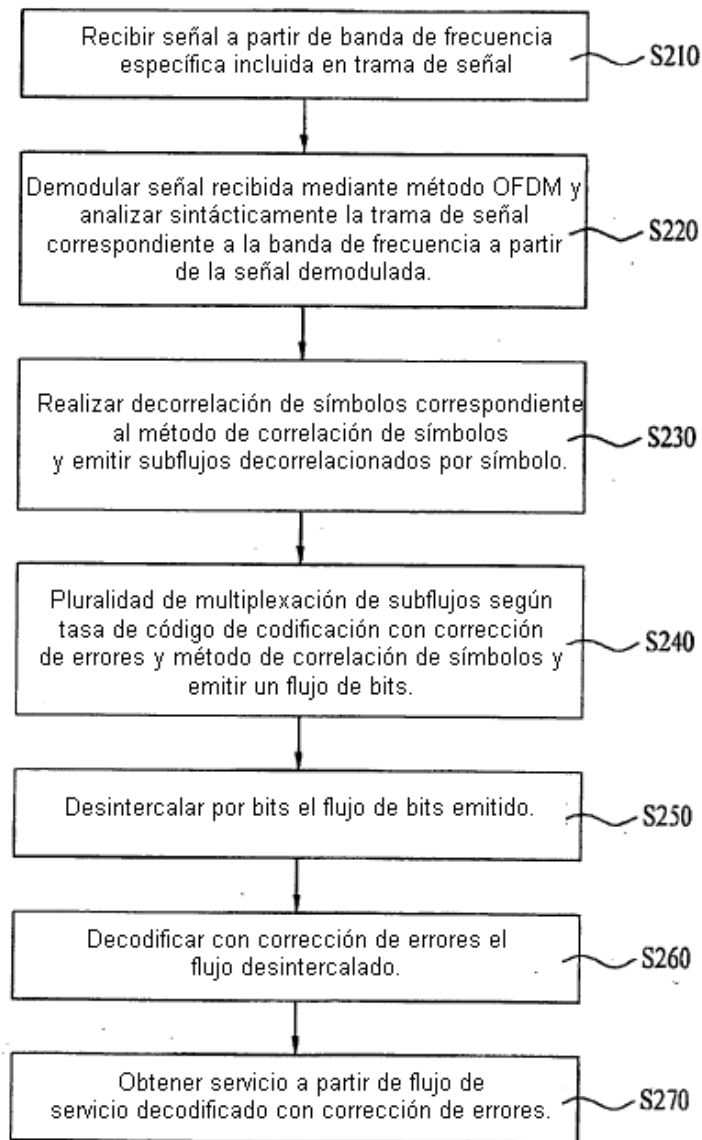 Recibir señal a partir de banda de frecuencia
específica incluida en trama de señal
S210
Demodular señal recibida mediante método OFDM y
analizar sintácticamente la trama de señal
correspondiente a la banda de frecuencia a partir
de la señal demodulada.
S220
Realizar decorrelación de símbolos correspondiente
al método de correlación de símbolos
y emitir subflujos decorrelacionados por símbolo.
S230
Pluralidad de multiplexación de subflujos según
tasa de código de codificación con corrección
de errores y método de correlación de símbolos y
emitir un flujo de bits.
S240
Desintercalar por bits el flujo de bits emitido.
S250
Decodificar con corrección de errores el
flujo desintercalado.
S260
Obtener servicio a partir de flujo de
servicio decodificado con corrección de errores.
S270